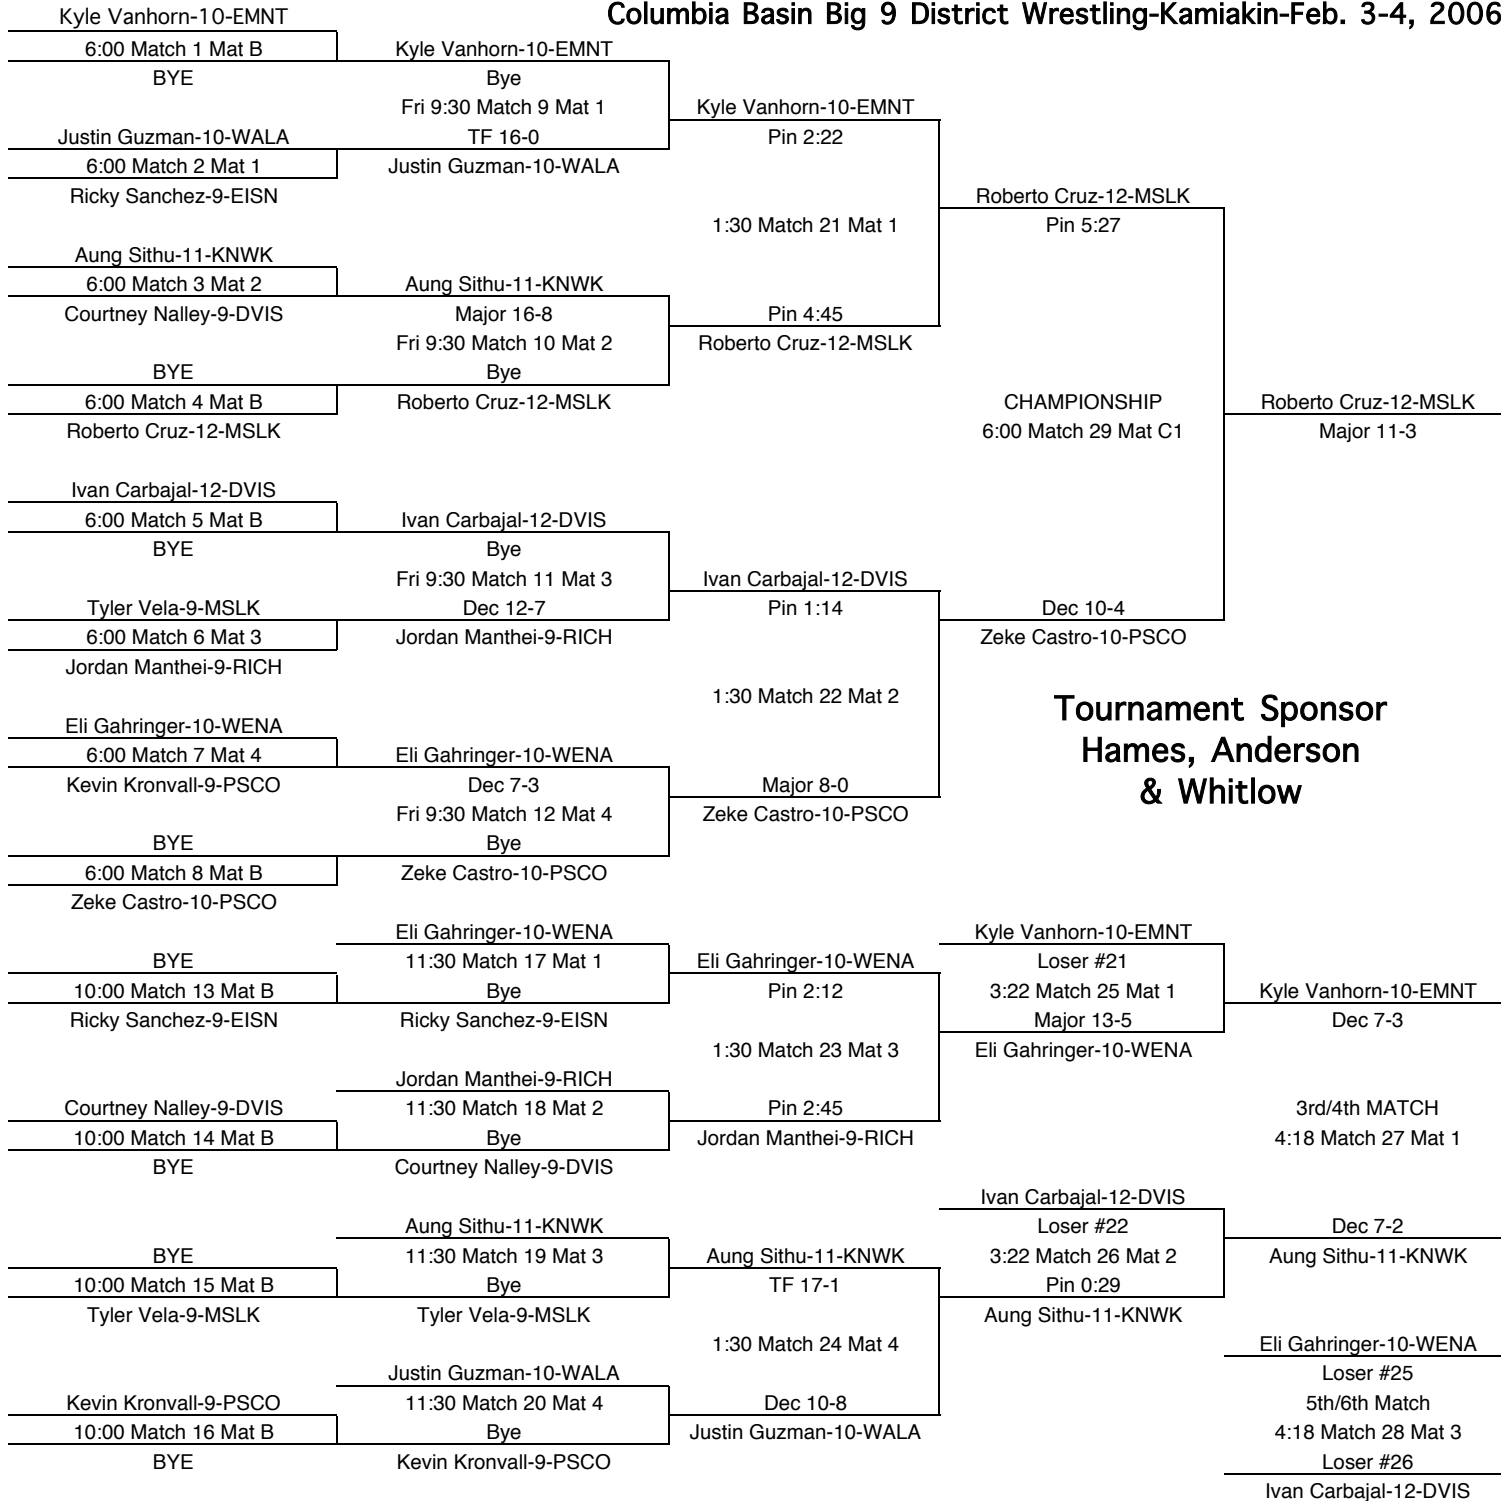 Columbia Basin Big 9 District Wrestling-Kamiakin-Feb. 3-4, 2006
Kyle Vanhorn-10-EMNT
6:00 Match 1 Mat B
BYE
Justin Guzman-10-WALA
6:00 Match 2 Mat 1
Ricky Sanchez-9-EISN
Aung Sithu-11-KNWK
6:00 Match 3 Mat 2
Courtney Nalley-9-DVIS
BYE
6:00 Match 4 Mat B
Roberto Cruz-12-MSLK
Ivan Carbajal-12-DVIS
6:00 Match 5 Mat B
BYE
Tyler Vela-9-MSLK
6:00 Match 6 Mat 3
Jordan Manthei-9-RICH
Eli Gahringer-10-WENA
6:00 Match 7 Mat 4
Kevin Kronvall-9-PSCO
BYE
6:00 Match 8 Mat B
Zeke Castro-10-PSCO
Kyle Vanhorn-10-EMNT
Bye
Fri 9:30 Match 9 Mat 1
TF 16-0
Justin Guzman-10-WALA
Aung Sithu-11-KNWK
Major 16-8
Fri 9:30 Match 10 Mat 2
Bye
Roberto Cruz-12-MSLK
Ivan Carbajal-12-DVIS
Bye
Fri 9:30 Match 11 Mat 3
Dec 12-7
Jordan Manthei-9-RICH
Eli Gahringer-10-WENA
Dec 7-3
Fri 9:30 Match 12 Mat 4
Bye
Zeke Castro-10-PSCO
Kyle Vanhorn-10-EMNT
Pin 2:22
1:30 Match 21 Mat 1
Pin 4:45
Roberto Cruz-12-MSLK
Ivan Carbajal-12-DVIS
Pin 1:14
1:30 Match 22 Mat 2
Major 8-0
Zeke Castro-10-PSCO
Roberto Cruz-12-MSLK
Pin 5:27
CHAMPIONSHIP
6:00 Match 29 Mat C1
Dec 10-4
Zeke Castro-10-PSCO
Roberto Cruz-12-MSLK
Major 11-3
Tournament Sponsor
Hames, Anderson
& Whitlow
BYE
10:00 Match 13 Mat B
Ricky Sanchez-9-EISN
Courtney Nalley-9-DVIS
10:00 Match 14 Mat B
BYE
BYE
10:00 Match 15 Mat B
Tyler Vela-9-MSLK
Kevin Kronvall-9-PSCO
10:00 Match 16 Mat B
BYE
Eli Gahringer-10-WENA
11:30 Match 17 Mat 1
Bye
Ricky Sanchez-9-EISN
Jordan Manthei-9-RICH
11:30 Match 18 Mat 2
Bye
Courtney Nalley-9-DVIS
Aung Sithu-11-KNWK
11:30 Match 19 Mat 3
Bye
Tyler Vela-9-MSLK
Justin Guzman-10-WALA
11:30 Match 20 Mat 4
Bye
Kevin Kronvall-9-PSCO
Eli Gahringer-10-WENA
Pin 2:12
1:30 Match 23 Mat 3
Pin 2:45
Jordan Manthei-9-RICH
Aung Sithu-11-KNWK
TF 17-1
1:30 Match 24 Mat 4
Dec 10-8
Justin Guzman-10-WALA
Kyle Vanhorn-10-EMNT
Loser #21
3:22 Match 25 Mat 1
Major 13-5
Eli Gahringer-10-WENA
Ivan Carbajal-12-DVIS
Loser #22
3:22 Match 26 Mat 2
Pin 0:29
Aung Sithu-11-KNWK
Kyle Vanhorn-10-EMNT
Dec 7-3
3rd/4th MATCH
4:18 Match 27 Mat 1
Dec 7-2
Aung Sithu-11-KNWK
Eli Gahringer-10-WENA
Loser #25
5th/6th Match
4:18 Match 28 Mat 3
Loser #26
Ivan Carbajal-12-DVIS